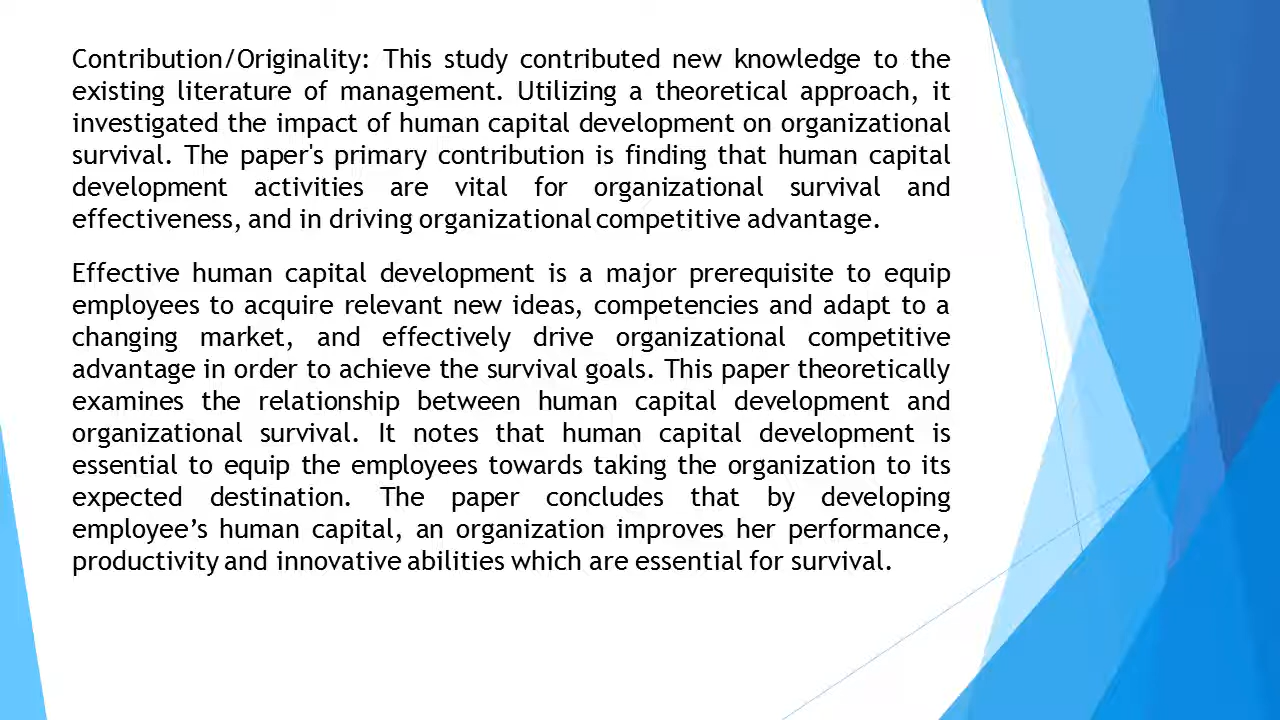 Contribution/Originality: This study contributed new knowledge to the
existing literature of management. Utilizing a theoretical approach, it
investigated the impact of human capital development on organizational
survival. The paper's primary contribution is finding that human capital
development activities are vital for organizational survival and
effectiveness, and in driving organizational competitive advantage.
Effective human capital development is a major prerequisite to equip
employees to acquire relevant new ideas, competencies and adapt to a
changing market, and effectively drive organizational competitive
advantage in order to achieve the survival goals. This paper theoretically
examines the relationship between human capital development and
organizational survival. It notes that human capital development is
essential to equip the employees towards taking the organization to its
expected destination. The paper concludes that by developing
employee’s human capital, an organization improves her performance,
productivity and innovative abilities which are essential for survival.